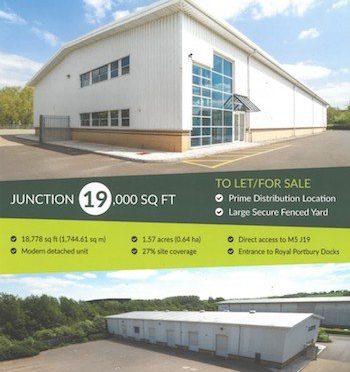 JUNCTION 19,000 SQ FT
TO LET/FOR SALE
Prime Distribution Location
Large Secure Fenced Yard
18,778 sq ft (1,744.61 sq m)
Modern detached unit
1.57 acres (0.64 ha)
27% site coverage
Direct access to M5 J19
Entrance to Royal Portbury Docks